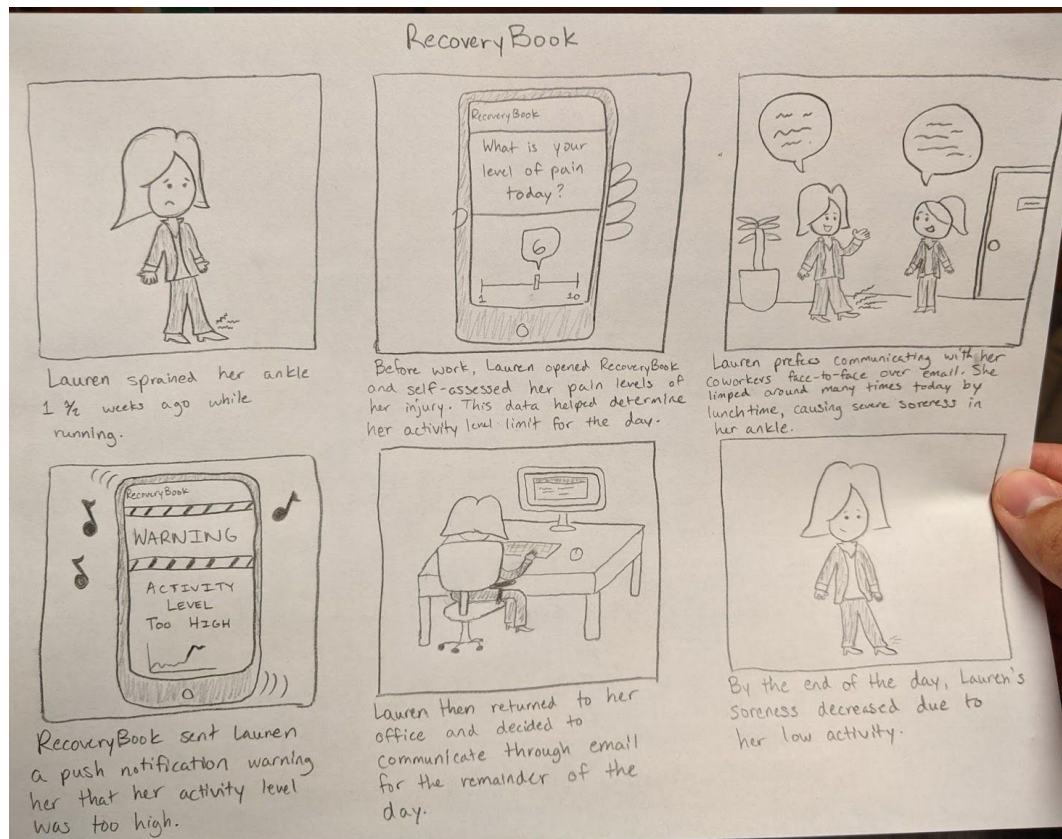 RecoveryBook
Lauren sprained her ankle
1 ½ weeks ago while
running.
RecoveryBook
What is your
level of pain
today?
6
1 10
Before work, Lauren opened RecoveryBook
and self-assessed her pain levels of
her injury. This data helped determine
her activity level limit for the day.
Lauren prefers communicating with her
coworkers face-to-face over email. She
limped around many times today by
lunchtime, causing severe soreness in
her ankle.
RecoveryBook
WARNING
ACTIVITY
LEVEL
TOO HIGH
RecoveryBook sent Lauren
a push notification warning
her that her activity level
was too high.
Lauren then returned to her
office and decided to
communicate through email
for the remainder of the
day.
By the end of the day, Lauren's
soreness decreased due to
her low activity.